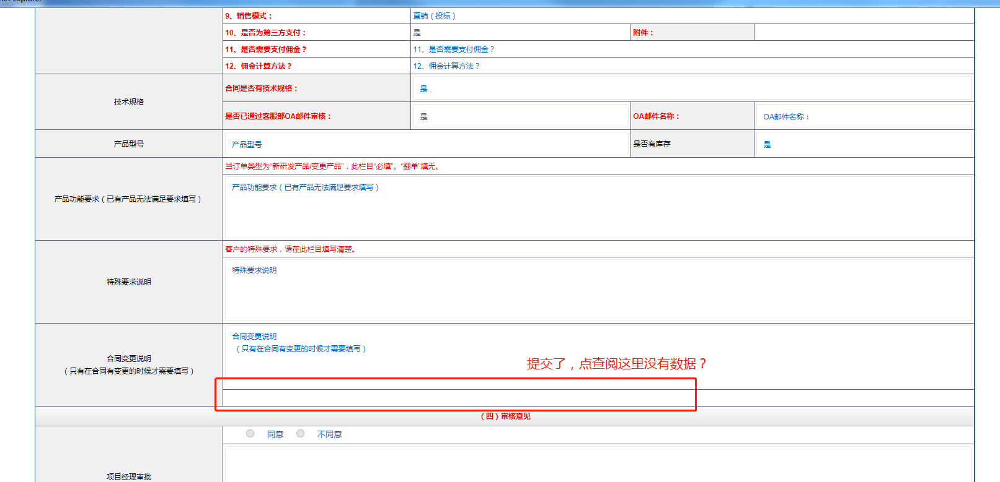 9、销售模式：
直销（投标）
10、是否为第三方支付：
是
附件：
11、是否需要支付佣金？
11、是否需要支付佣金？
12、佣金计算方法？
12、佣金计算方法？
技术规格
合同是否有技术规格：
是
是否已通过客服部OA邮件审核：
是
OA邮件名称：
OA邮件名称：
产品型号
产品型号
是否有库存
是
产品功能要求（已有产品无法满足要求填写）
当订单类型为“新研发产品/变更产品”，此栏目“必填”。“翻单”填无。
产品功能要求（已有产品无法满足要求填写）
特殊要求说明
客户的特殊要求，请在此栏目填写清楚。
特殊要求说明
合同变更说明
（只有在合同有变更的时候才需要填写）
合同变更说明
（只有在合同有变更的时候才需要填写）
提交了，点查阅这里没有数据？
（四）审核意见
同意
不同意
项目经理审批